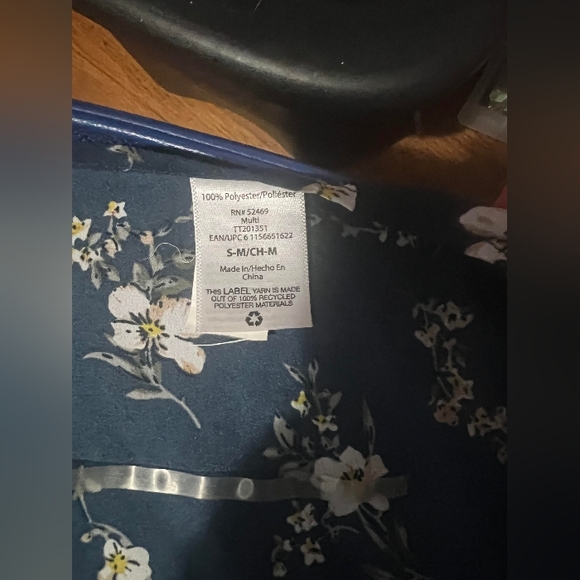 100% Polyester/Poliéster
RN# 52469
Multi
TT201351
EAN/UPC 6 1156651622
S-M/CH-M
Made In/Hecho En
China
THIS LABEL YARN IS MADE
OUT OF 100% RECYCLED
POLYESTER MATERIALS